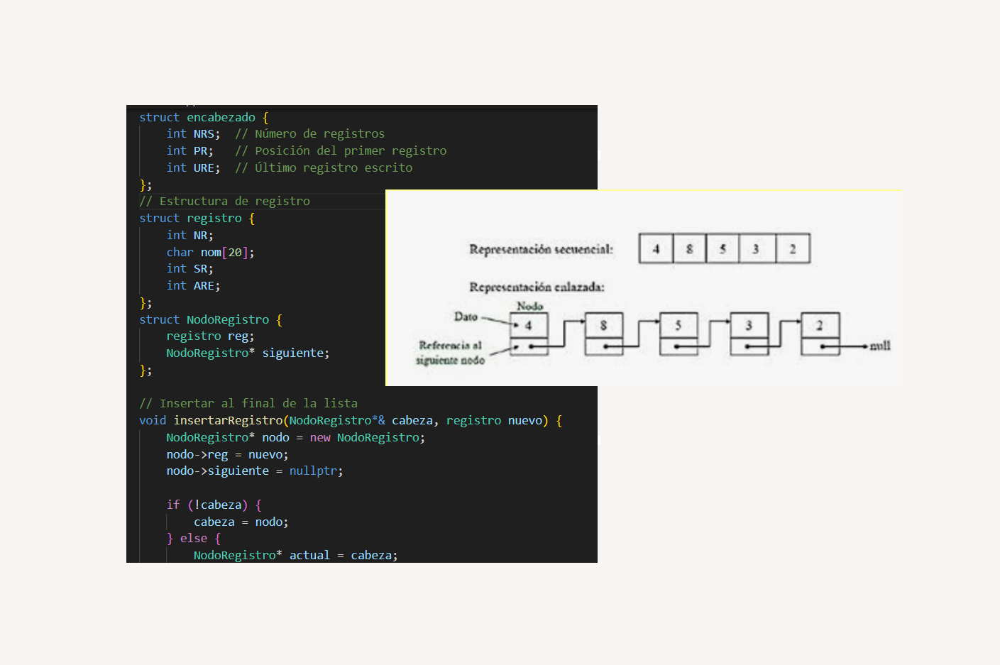 struct encabezado {
int NRS;  // Número de registros
int PR;   // Posición del primer registro
int URE;  // Último registro escrito
};
// Estructura de registro
struct registro {
int NR;
char nom[20];
int SR;
int ARE;
};
struct NodoRegistro {
registro reg;
NodoRegistro* siguiente;
};
// Insertar al final de la lista
void insertarRegistro(NodoRegistro*& cabeza, registro nuevo) {
NodoRegistro* nodo = new NodoRegistro;
nodo->reg = nuevo;
nodo->siguiente = nullptr;
if (!cabeza) {
cabeza = nodo;
} else {
NodoRegistro* actual = cabeza;
Representación secuencial: 4 8 5 3 2
Representación enlazada:
Nodo
Dato 4 8 5 3 2
Referencia al
siguiente nodo
null